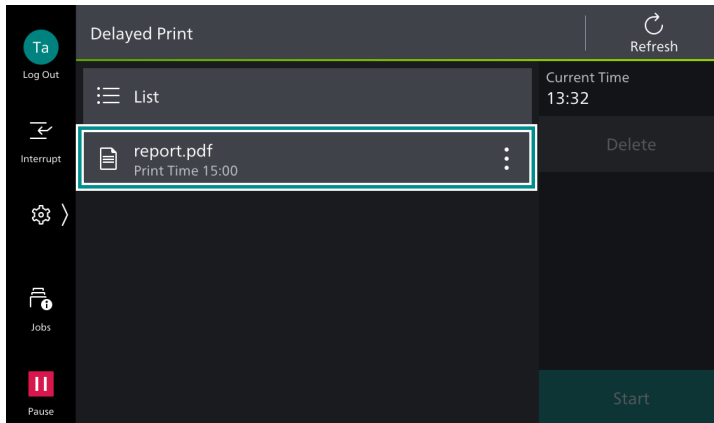 Ta
Log Out
Interrupt
Jobs
Pause
Delayed Print
Refresh
List
report.pdf
Print Time 15:00
Current Time
13:32
Delete
Start